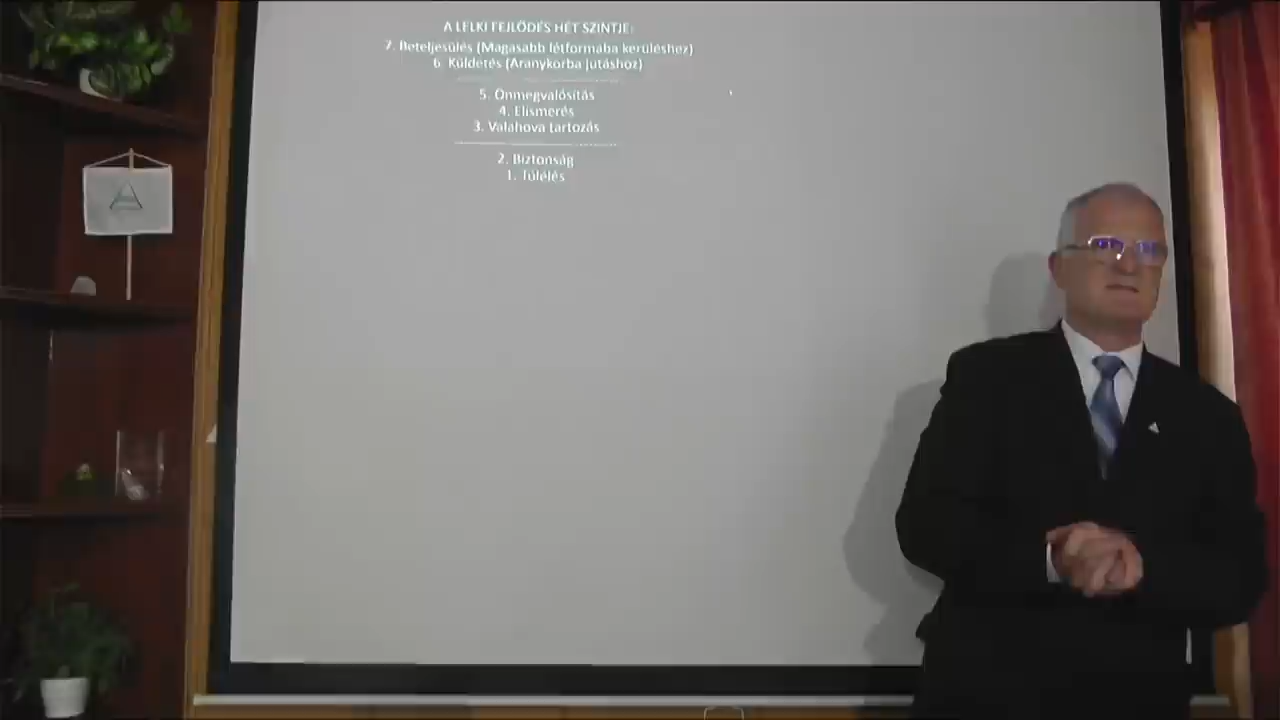 A LELKI FEJLŐDÉS HÉT SZINTJE:
7. Beteljesülés (Magasabb létformába kerüléshez)
6. Küldetés (Aranykorba jutáshoz)
5. Önmegvalósítás
4. Elismerés
3. Valahova tartozás
2. Biztonság
1. Túlélés